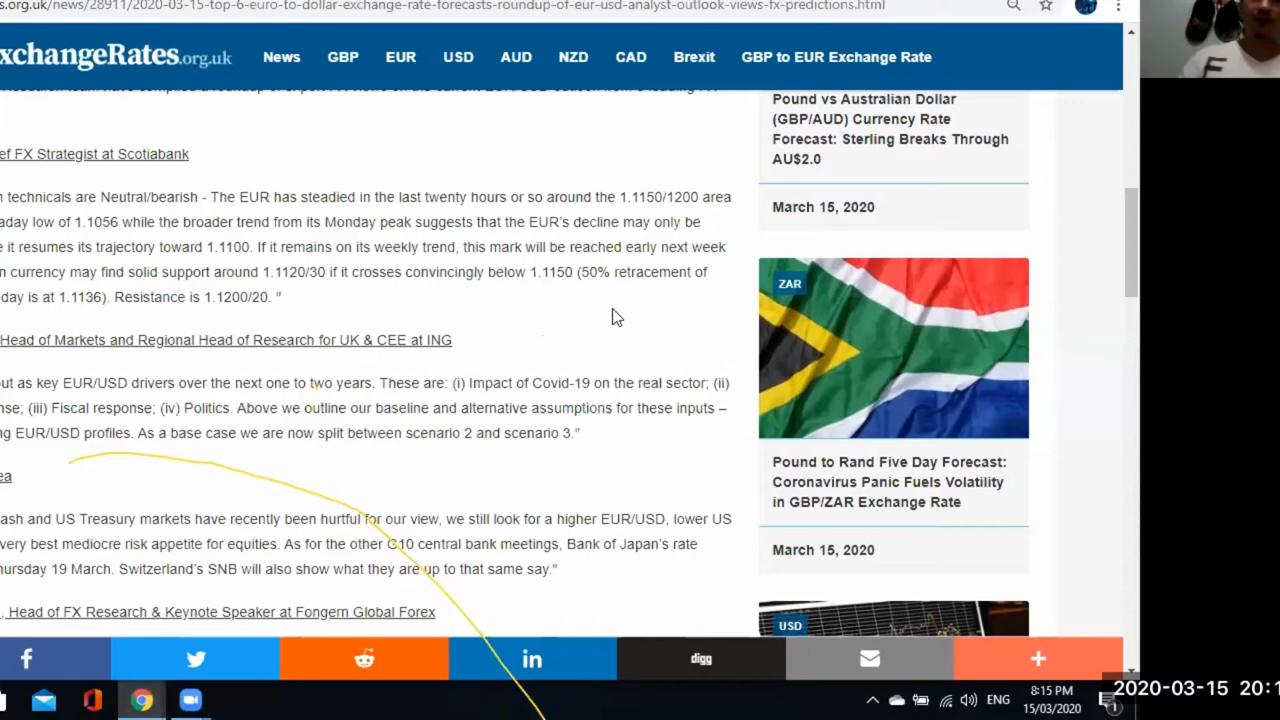 s.org.uk/news/28911/2020-03-15-top-6-euro-to-dollar-exchange-rate-forecasts-roundup-of-eur-usd-analyst-outlook-views-fx-predictions.html
xchangeRates.org.uk
News GBP EUR USD AUD NZD CAD Brexit GBP to EUR Exchange Rate
ef FX Strategist at Scotiabank
n technicals are Neutral/bearish - The EUR has steadied in the last twenty hours or so around the 1.1150/1200 area
aday low of 1.1056 while the broader trend from its Monday peak suggests that the EUR's decline may only be
e it resumes its trajectory toward 1.1100. If it remains on its weekly trend, this mark will be reached early next week
n currency may find solid support around 1.1120/30 if it crosses convincingly below 1.1150 (50% retracement of
day is at 1.1136). Resistance is 1.1200/20. "
Head of Markets and Regional Head of Research for UK & CEE at ING
out as key EUR/USD drivers over the next one to two years. These are: (i) Impact of Covid-19 on the real sector; (ii)
nse; (iii) Fiscal response; (iv) Politics. Above we outline our baseline and alternative assumptions for these inputs –
ng EUR/USD profiles. As a base case we are now split between scenario 2 and scenario 3."
ea
ash and US Treasury markets have recently been hurtful for our view, we still look for a higher EUR/USD, lower US
very best mediocre risk appetite for equities. As for the other G10 central bank meetings, Bank of Japan's rate
hursday 19 March. Switzerland's SNB will also show what they are up to that same say."
, Head of FX Research & Keynote Speaker at Fongern Global Forex
Pound vs Australian Dollar
(GBP/AUD) Currency Rate
Forecast: Sterling Breaks Through
AU$2.0
March 15, 2020
ZAR
Pound to Rand Five Day Forecast:
Coronavirus Panic Fuels Volatility
in GBP/ZAR Exchange Rate
March 15, 2020
USD
digg
ENG
8:15 PM
15/03/2020
1
2020-03-15 20:1
F